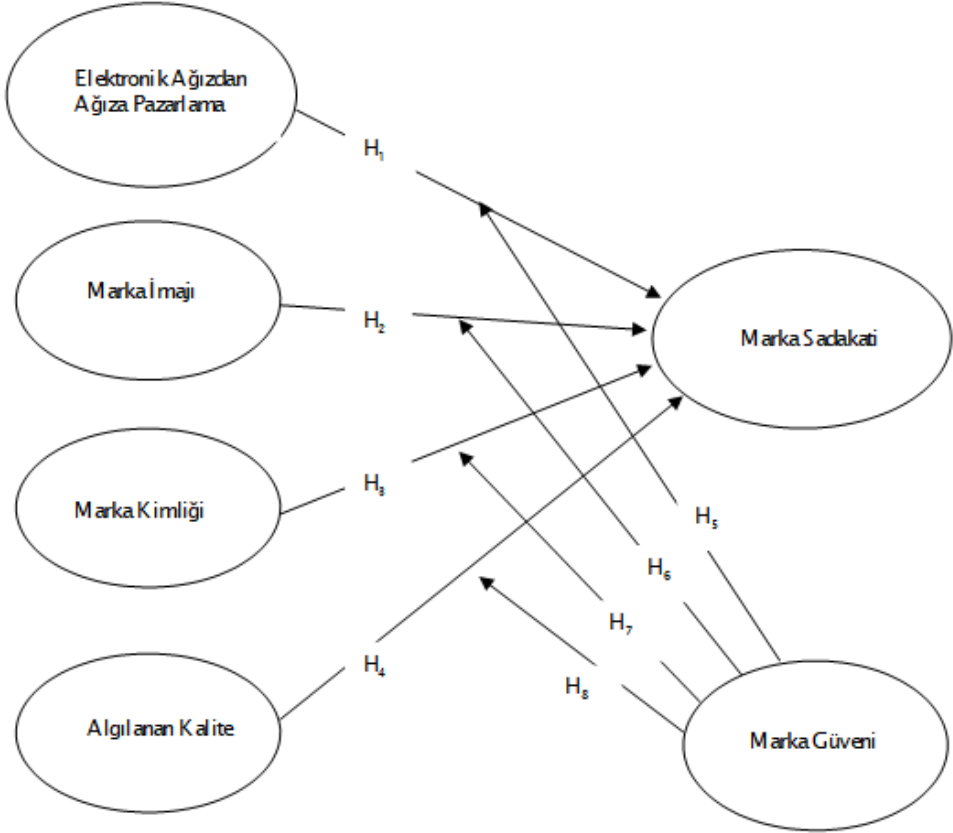 Elektronik Ağızdan
Ağıza Pazarlama
H₁
Marka İmajı
H₂
Marka Sadakati
Marka Kimliği
H₃
H₅
H₆
H₇
Algılanan Kalite
H₄
H₈
Marka Güveni